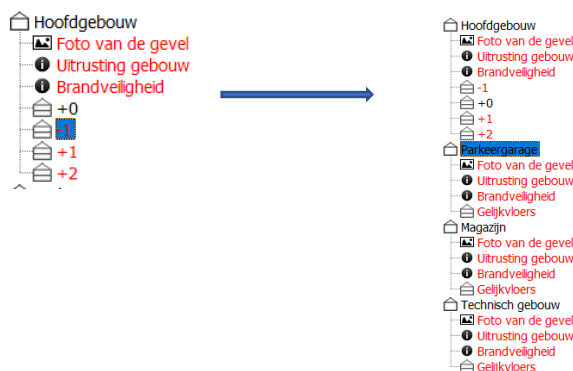 Hoofdgebouw
Foto van de gevel
Uitrusting gebouw
Brandveiligheid
+0
-1
+1
+2
Hoofdgebouw
Foto van de gevel
Uitrusting gebouw
Brandveiligheid
-1
+0
+1
+2
Parkeergarage
Foto van de gevel
Uitrusting gebouw
Brandveiligheid
Gelijkvloers
Magazijn
Foto van de gevel
Uitrusting gebouw
Brandveiligheid
Gelijkvloers
Technisch gebouw
Foto van de gevel
Uitrusting gebouw
Brandveiligheid
Gelijkvloers